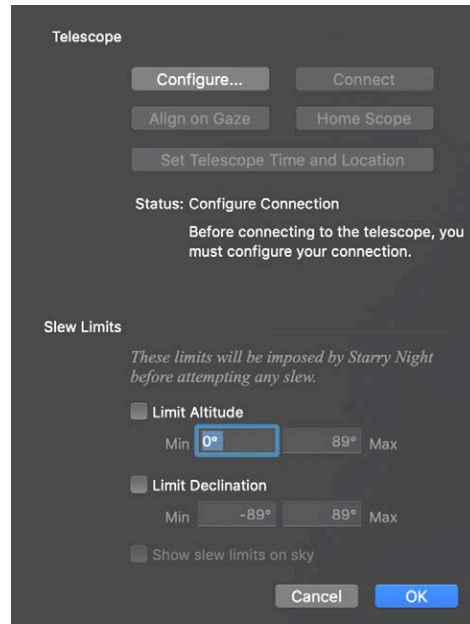 Telescope
Configure... Connect
Align on Gaze Home Scope
Set Telescope Time and Location
Status: Configure Connection
Before connecting to the telescope, you
must configure your connection.
Slew Limits
These limits will be imposed by Starry Night
before attempting any slew.
Limit Altitude
Min 0° 89° Max
Limit Declination
Min -89° 89° Max
Show slew limits on sky
Cancel OK